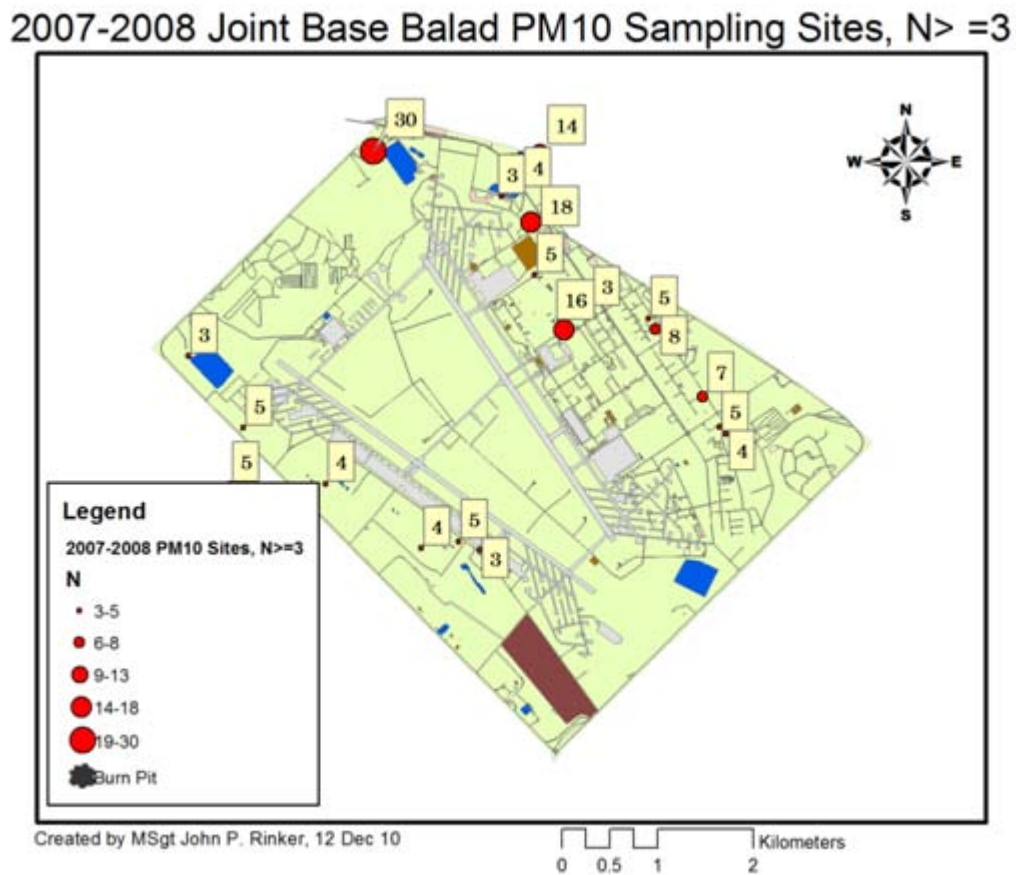 2007-2008 Joint Base Balad PM10 Sampling Sites, N> =3
30
14
N
W E
S
3 4
18
5
16 3
5
8
3
7
5
4
5
5
4
4 5
3
Legend
2007-2008 PM10 Sites, N>=3
N
3-5
6-8
9-13
14-18
19-30
Burn Pit
Created by MSgt John P. Rinker, 12 Dec 10
Kilometers
0 0.5 1 2